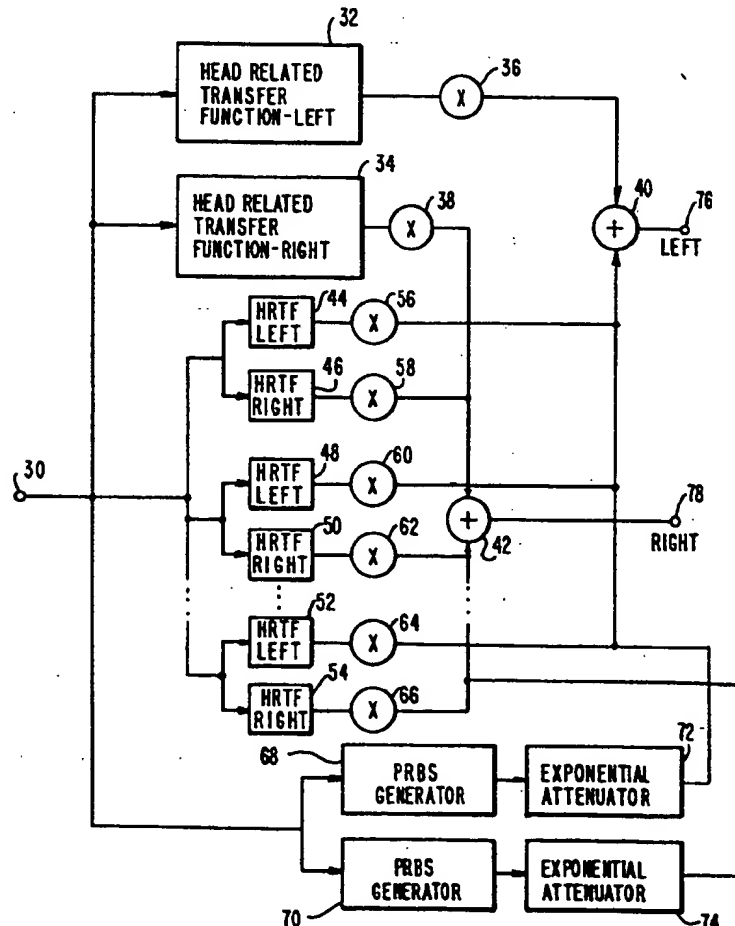 32
HEAD RELATED
TRANSFER
FUNCTION-LEFT
X
36
34
HEAD RELATED
TRANSFER
FUNCTION-RIGHT
X
38
+
40
76
LEFT
44
HRTF
LEFT
X
56
46
HRTF
RIGHT
X
58
30
48
HRTF
LEFT
X
60
50
HRTF
RIGHT
X
62
+
42
78
RIGHT
52
HRTF
LEFT
X
64
54
HRTF
RIGHT
X
66
68
PRBS
GENERATOR
72
EXPONENTIAL
ATTENUATOR
70
PRBS
GENERATOR
EXPONENTIAL
ATTENUATOR
74